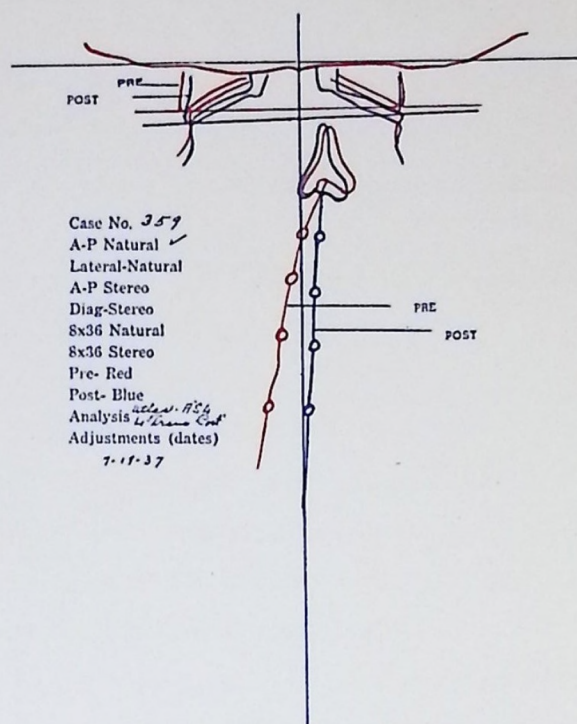 PRE
POST
Case No. 359
A-P Natural ✓
Lateral-Natural
A-P Stereo
Diag-Stereo
8x36 Natural
8x36 Stereo
Pre- Red
Post- Blue
Analysis atlas-
Adjustments (dates)
7-19-37
PRE
POST